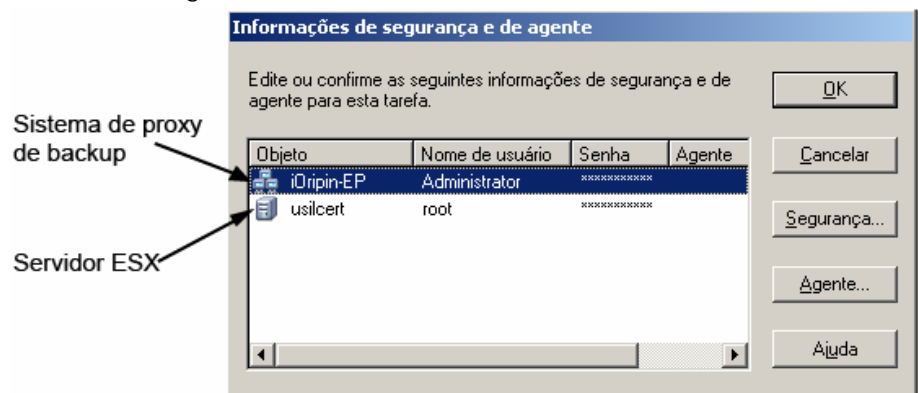 Informações de segurança e de agente
Edite ou confirme as seguintes informações de segurança e de
agente para esta tarefa.
OK
Sistema de proxy
de backup
Objeto Nome de usuário Senha Agente
Cancelar
iOripin-EP Administrator ***********
usilcert root ***********
Segurança...
Servidor ESX
Agente...
Ajuda